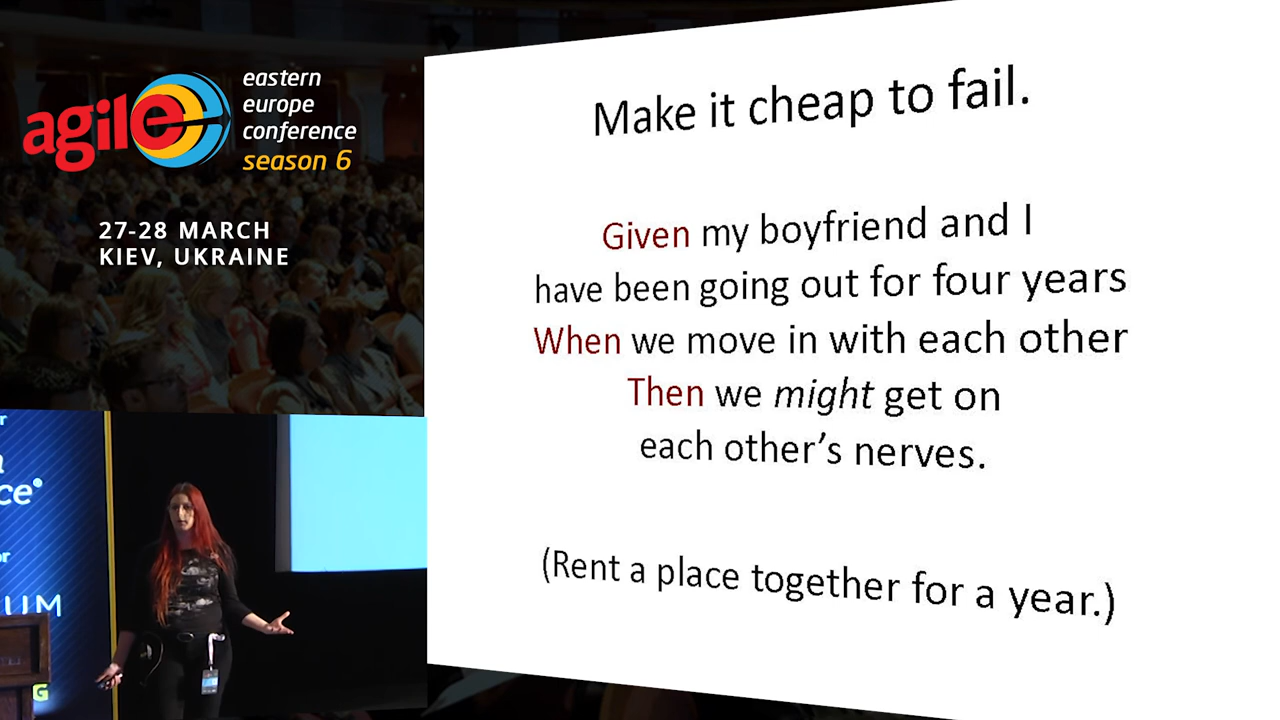 agilee
eastern
europe
conference
season 6
27-28 MARCH
KIEV, UKRAINE
Make it cheap to fail.
Given my boyfriend and I
have been going out for four years
When we move in with each other
Then we might get on
each other's nerves.
(Rent a place together for a year.)